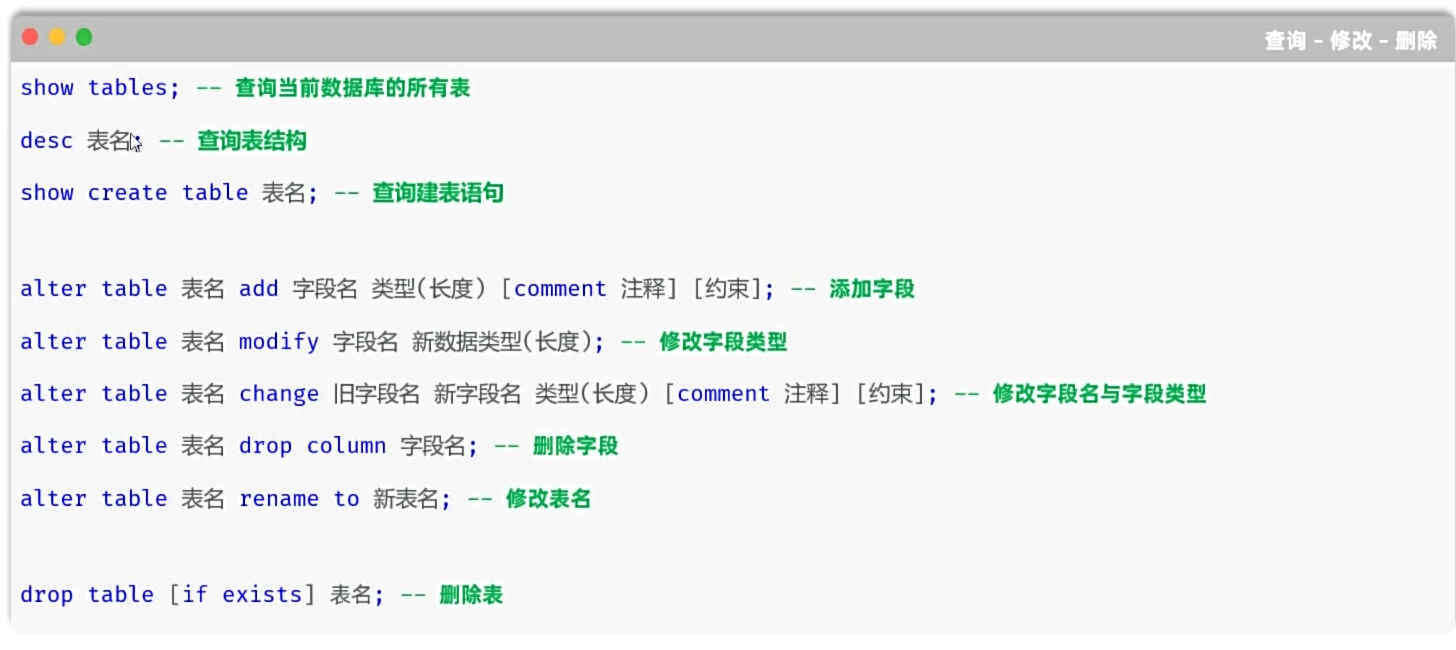 查询 - 修改 - 删除
show tables; -- 查询当前数据库的所有表
desc 表名; -- 查询表结构
show create table 表名; -- 查询建表语句
alter table 表名 add 字段名 类型(长度) [comment 注释] [约束]; -- 添加字段
alter table 表名 modify 字段名 新数据类型(长度); -- 修改字段类型
alter table 表名 change 旧字段名 新字段名 类型(长度) [comment 注释] [约束]; -- 修改字段名与字段类型
alter table 表名 drop column 字段名; -- 删除字段
alter table 表名 rename to 新表名; -- 修改表名
drop table [if exists] 表名; -- 删除表